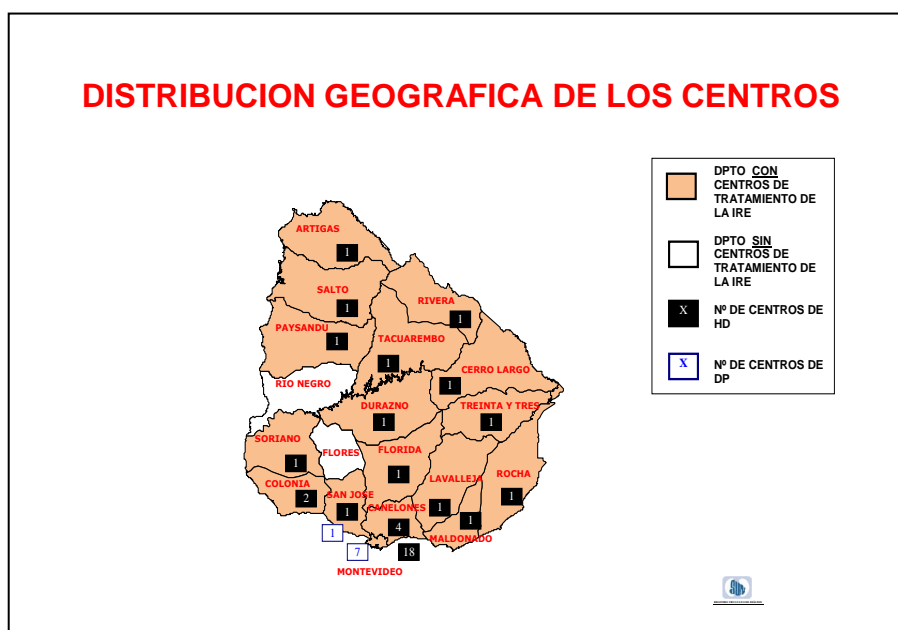 DISTRIBUCION GEOGRAFICA DE LOS CENTROS
DPTO CON
CENTROS DE
TRATAMIENTO DE
LA IRE
DPTO SIN
CENTROS DE
TRATAMIENTO DE
LA IRE
X
Nº DE CENTROS DE
HD
X
Nº DE CENTROS DE
DP
ARTIGAS
1
SALTO
1
RIVERA
1
PAYSANDU
1
TACUAREMBO
1
CERRO LARGO
1
RIO NEGRO
DURAZNO
1
TREINTA Y TRES
1
SORIANO
1
FLORES
FLORIDA
1
LAVALLEJA
1
ROCHA
1
COLONIA
2
SAN JOSE
1
CANELONES
4
MALDONADO
1
1
7
18
MONTEVIDEO